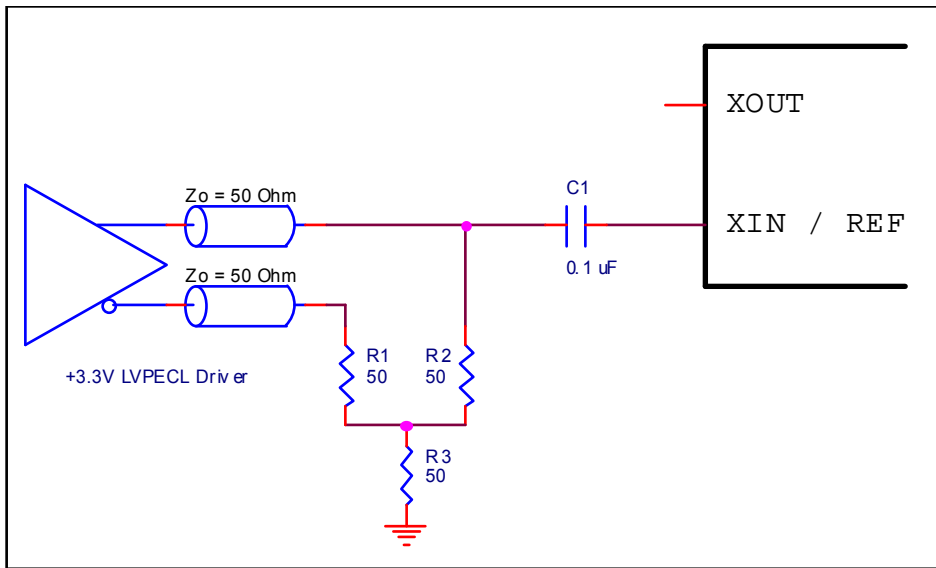 XOUT
Zo = 50 Ohm
C1
XIN / REF
0.1 uF
Zo = 50 Ohm
R1
50
R2
50
+3.3V LVPECL Driver
R3
50